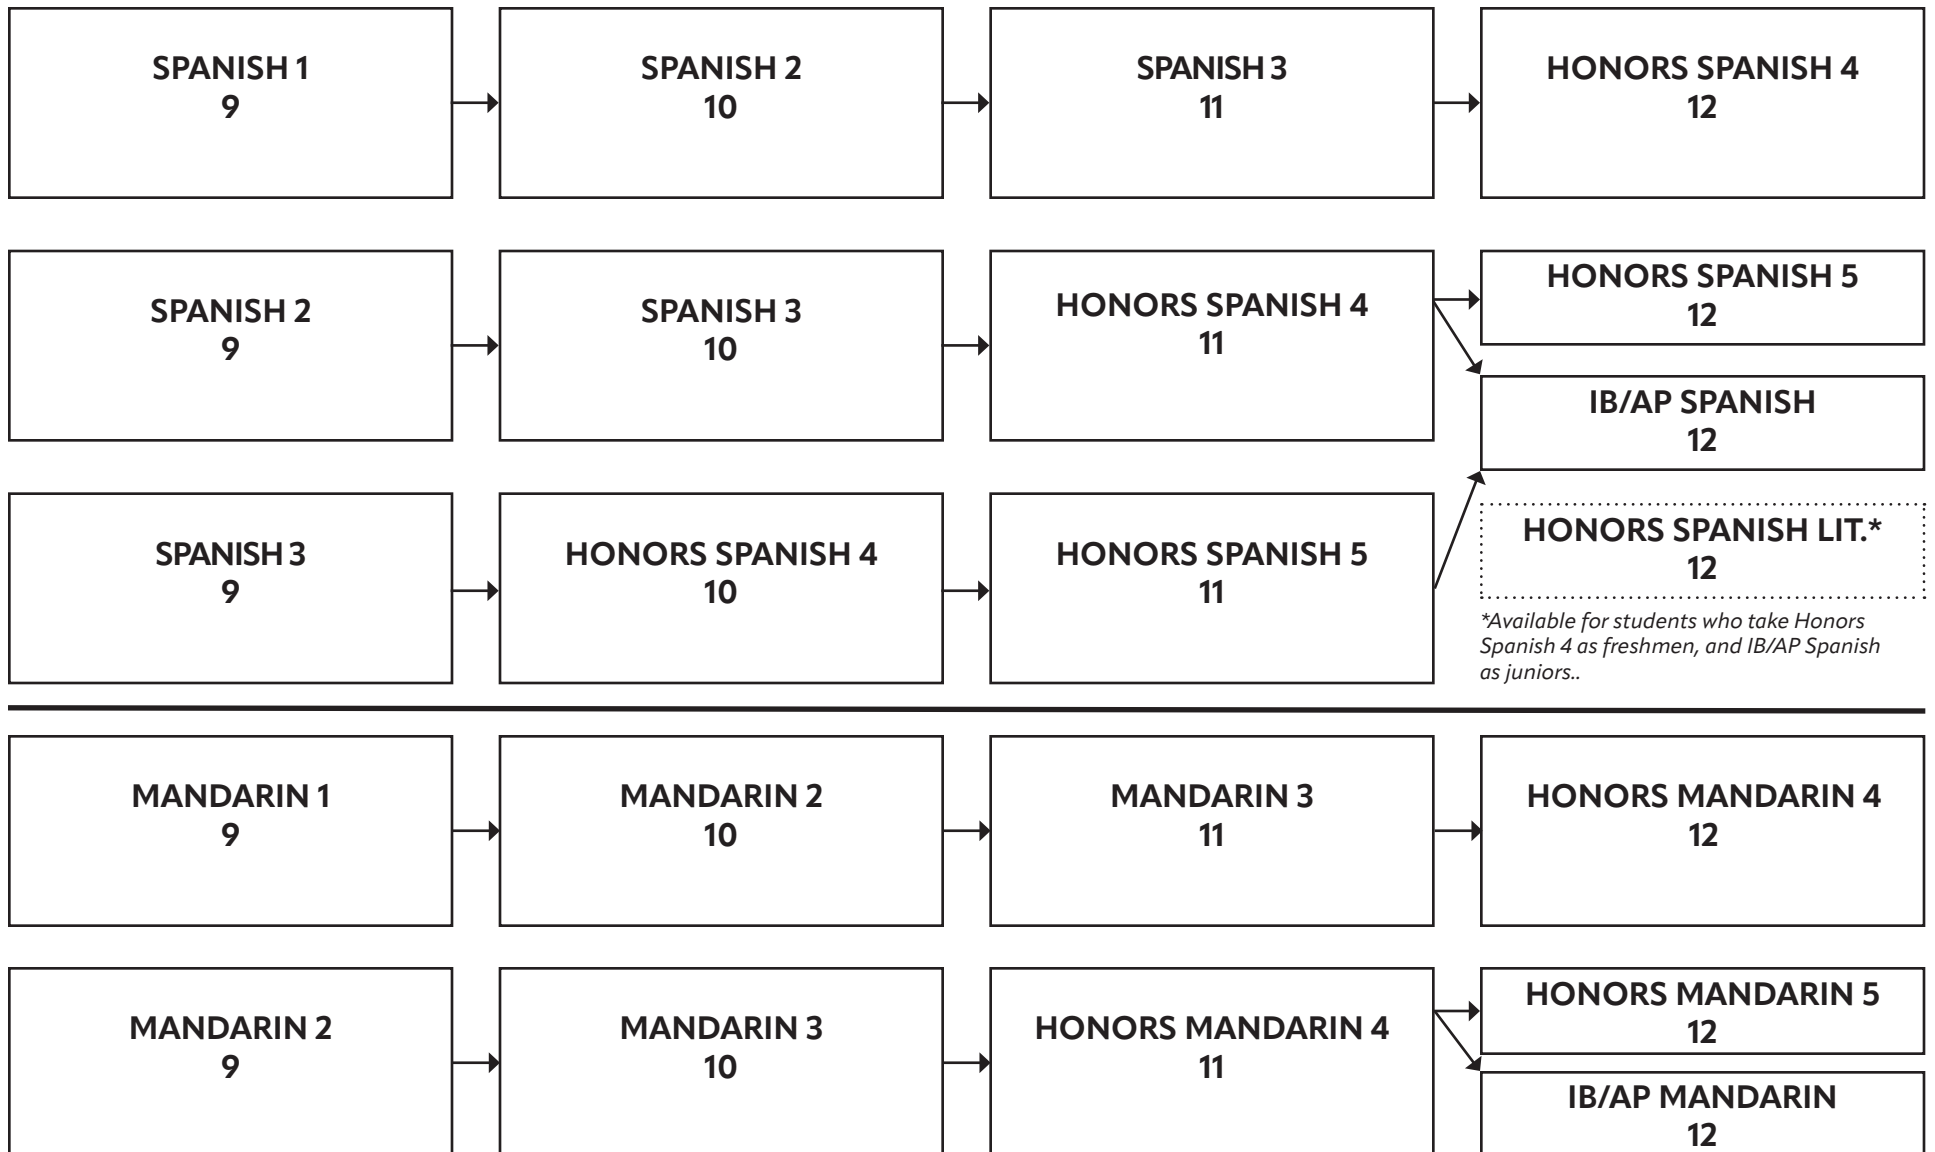 SPANISH 1
9
SPANISH 2
10
SPANISH 3
11
HONORS SPANISH 4
12
SPANISH 2
9
SPANISH 3
10
HONORS SPANISH 4
11
HONORS SPANISH 5
12
IB/AP SPANISH
12
SPANISH 3
9
HONORS SPANISH 4
10
HONORS SPANISH 5
11
HONORS SPANISH LIT.*
12
*Available for students who take Honors
Spanish 4 as freshmen, and IB/AP Spanish
as juniors..
MANDARIN 1
9
MANDARIN 2
10
MANDARIN 3
11
HONORS MANDARIN 4
12
MANDARIN 2
9
MANDARIN 3
10
HONORS MANDARIN 4
11
HONORS MANDARIN 5
12
IB/AP MANDARIN
12